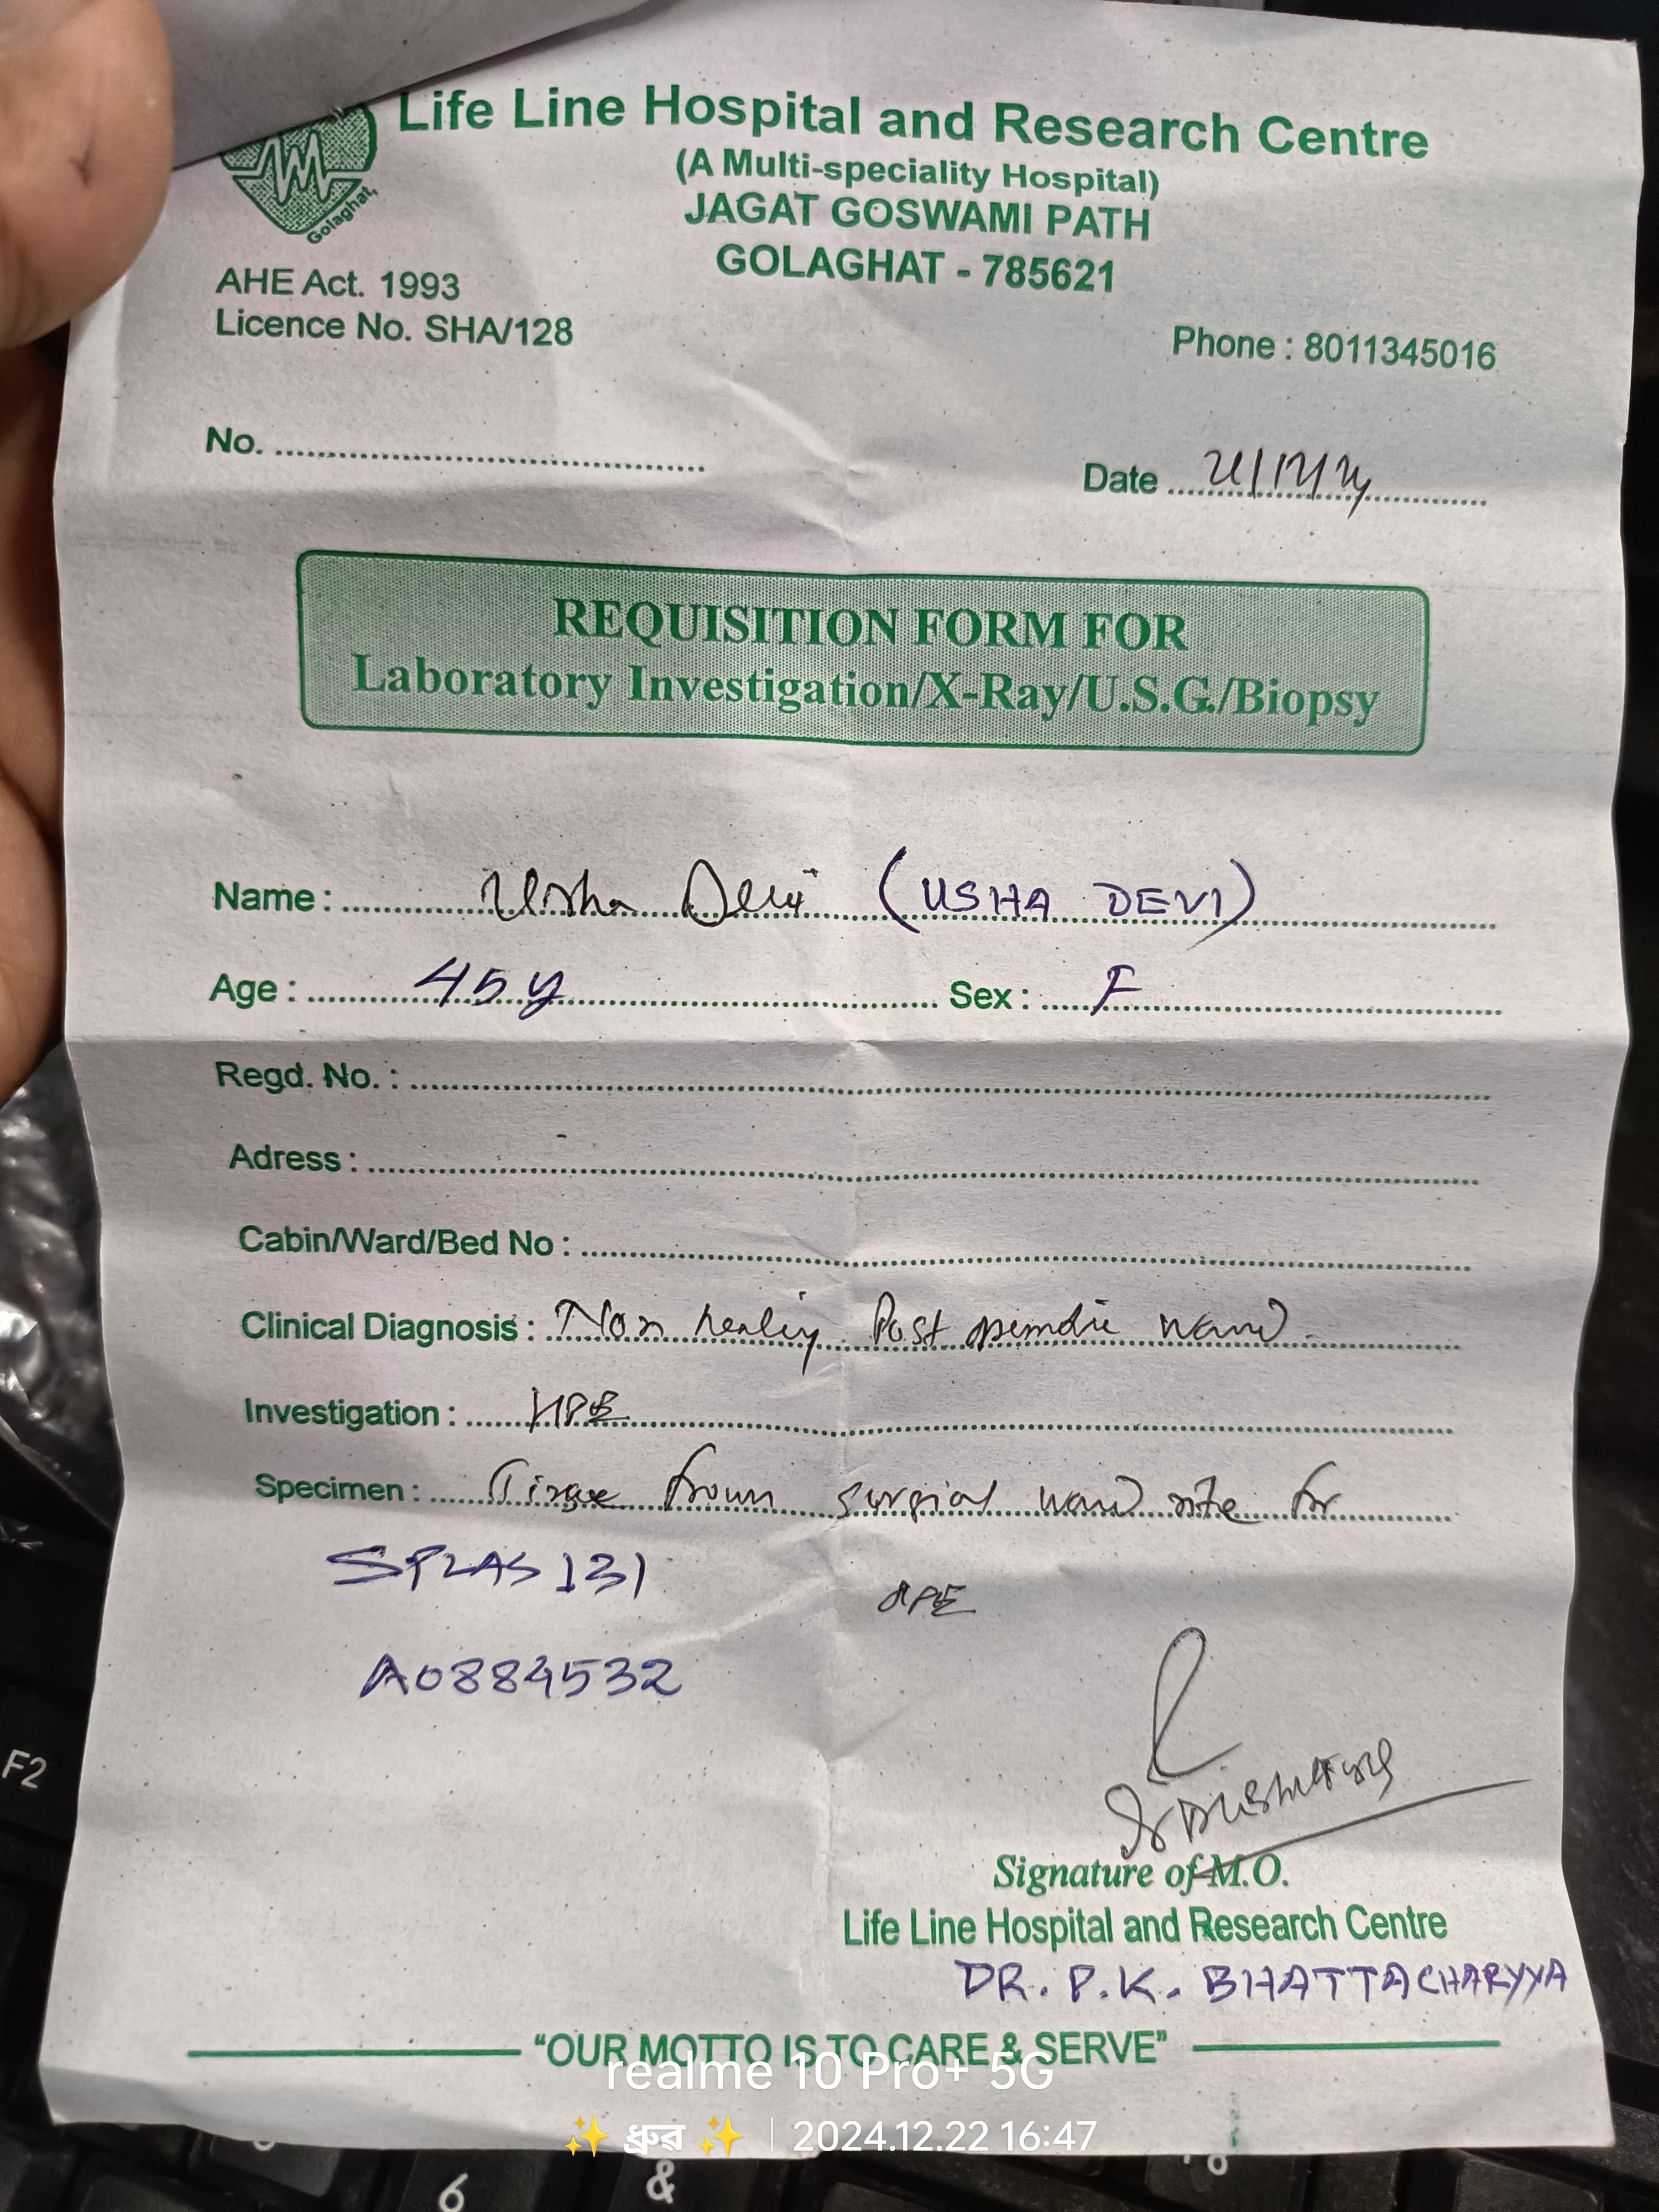 Life Line Hospital and Research Centre
(A Multi-speciality Hospital)
JAGAT GOSWAMI PATH
GOLAGHAT - 785621
Golaghat,
AHE Act. 1993
Licence No. SHA/128
Phone : 8011345016
No.
Date 21/12/24
REQUISITION FORM FOR
Laboratory Investigation/X-Ray/U.S.G./Biopsy
Name : Usha Devi (USHA DEVI)
Age : 45y Sex : F
Regd. No. :
Adress :
Cabin/Ward/Bed No :
Clinical Diagnosis : Non healing Post wound
Investigation : HPE
Specimen : Tissue from surgical wound site for
HPE
SPLAS 131
A0884532
Signature of M.O.
Life Line Hospital and Research Centre
DR. P.K. BHATTACHARYYA
"OUR MOTTO IS TO CARE & SERVE"
realme 10 Pro+ 5G
✨ ধ্রুৱ ✨ | 2024.12.22 16:47
F2
6
&